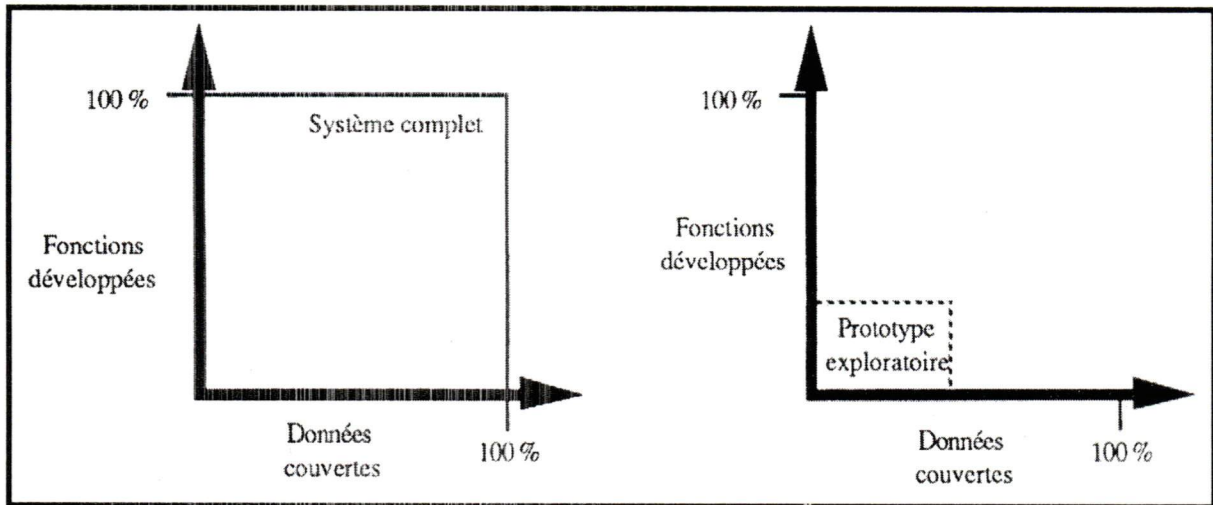 100 %
Système complet
Fonctions
développées
Données
couvertes
100 %
100 %
Fonctions
développées
Prototype
exploratoire
Données
couvertes
100 %